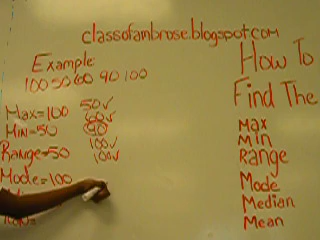 classofambrose.blogspot.com
Example:
100 50 60 90 100
Max=100
Min=50
Range=50
Mode=100
50✓
60✓
90
100✓
100✓
How To
Find The
Max
Min
Range
Mode
Median
Mean